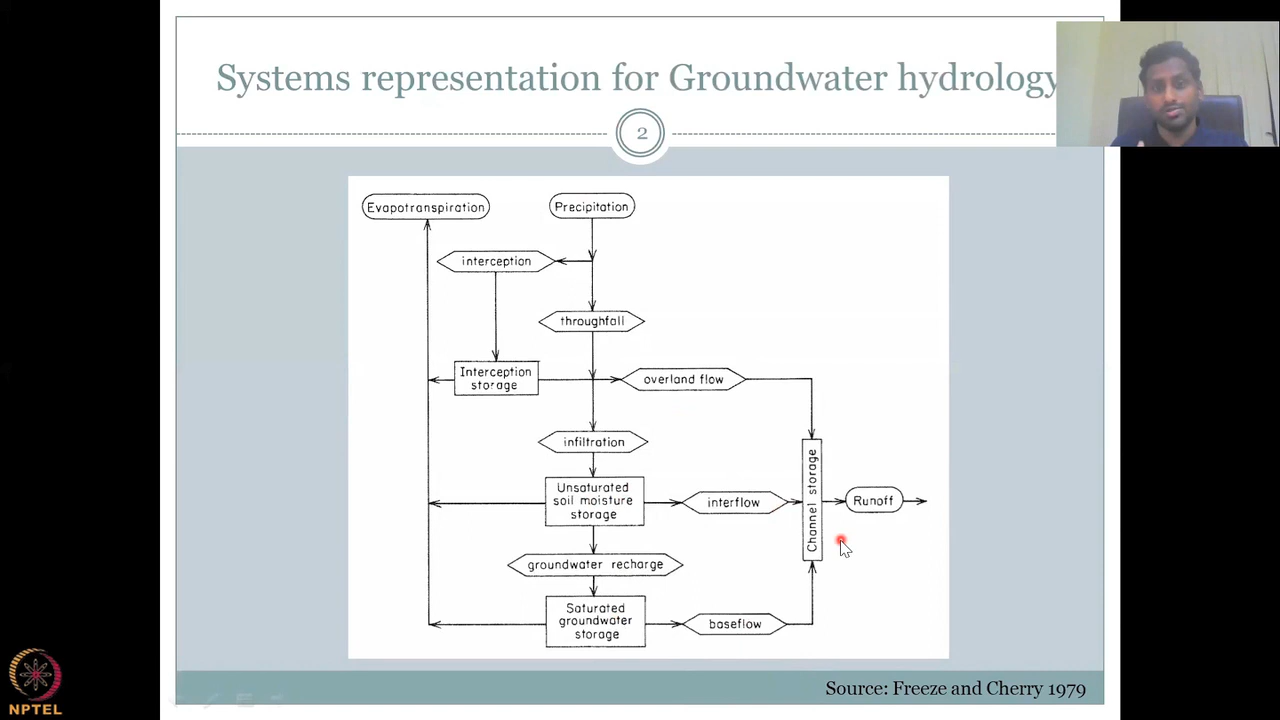 Systems representation for Groundwater hydrology
2
Evapotranspiration
Precipitation
interception
throughfall
Interception
storage
overland flow
infiltration
Unsaturated
soil moisture
storage
interflow
Channel storage
Runoff
groundwater recharge
Saturated
groundwater
storage
baseflow
Source: Freeze and Cherry 1979
NPTEL